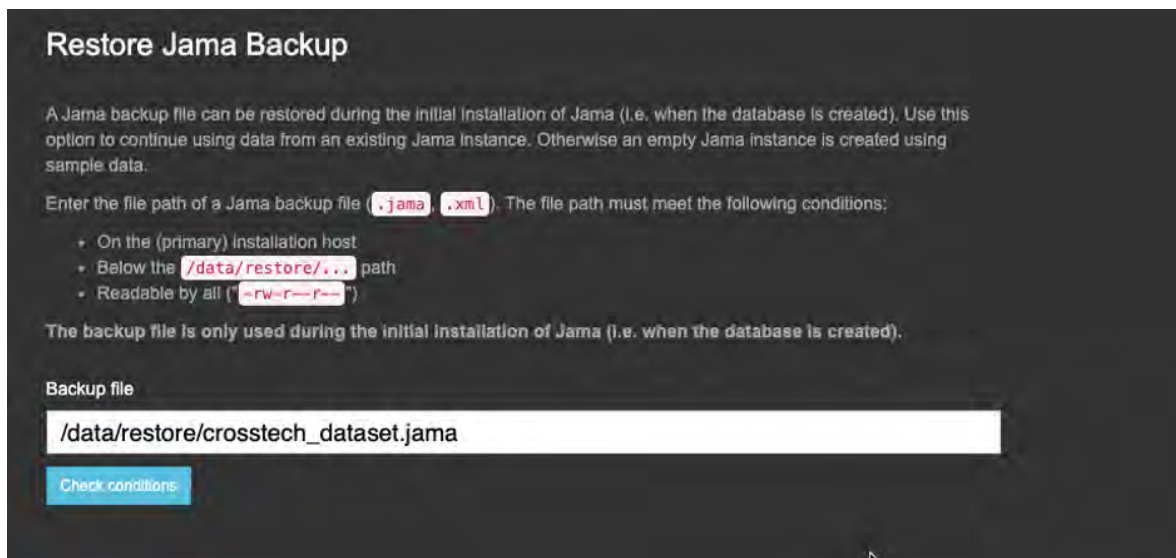 Restore Jama Backup
A Jama backup file can be restored during the initial installation of Jama (i.e. when the database is created). Use this
option to continue using data from an existing Jama instance. Otherwise an empty Jama instance is created using
sample data.
Enter the file path of a Jama backup file (.jama, .xml). The file path must meet the following conditions:
• On the (primary) installation host
• Below the /data/restore/... path
• Readable by all ("-rw-r--r--")
The backup file is only used during the initial installation of Jama (i.e. when the database is created).
Backup file
/data/restore/crosstech_dataset.jama
Check conditions